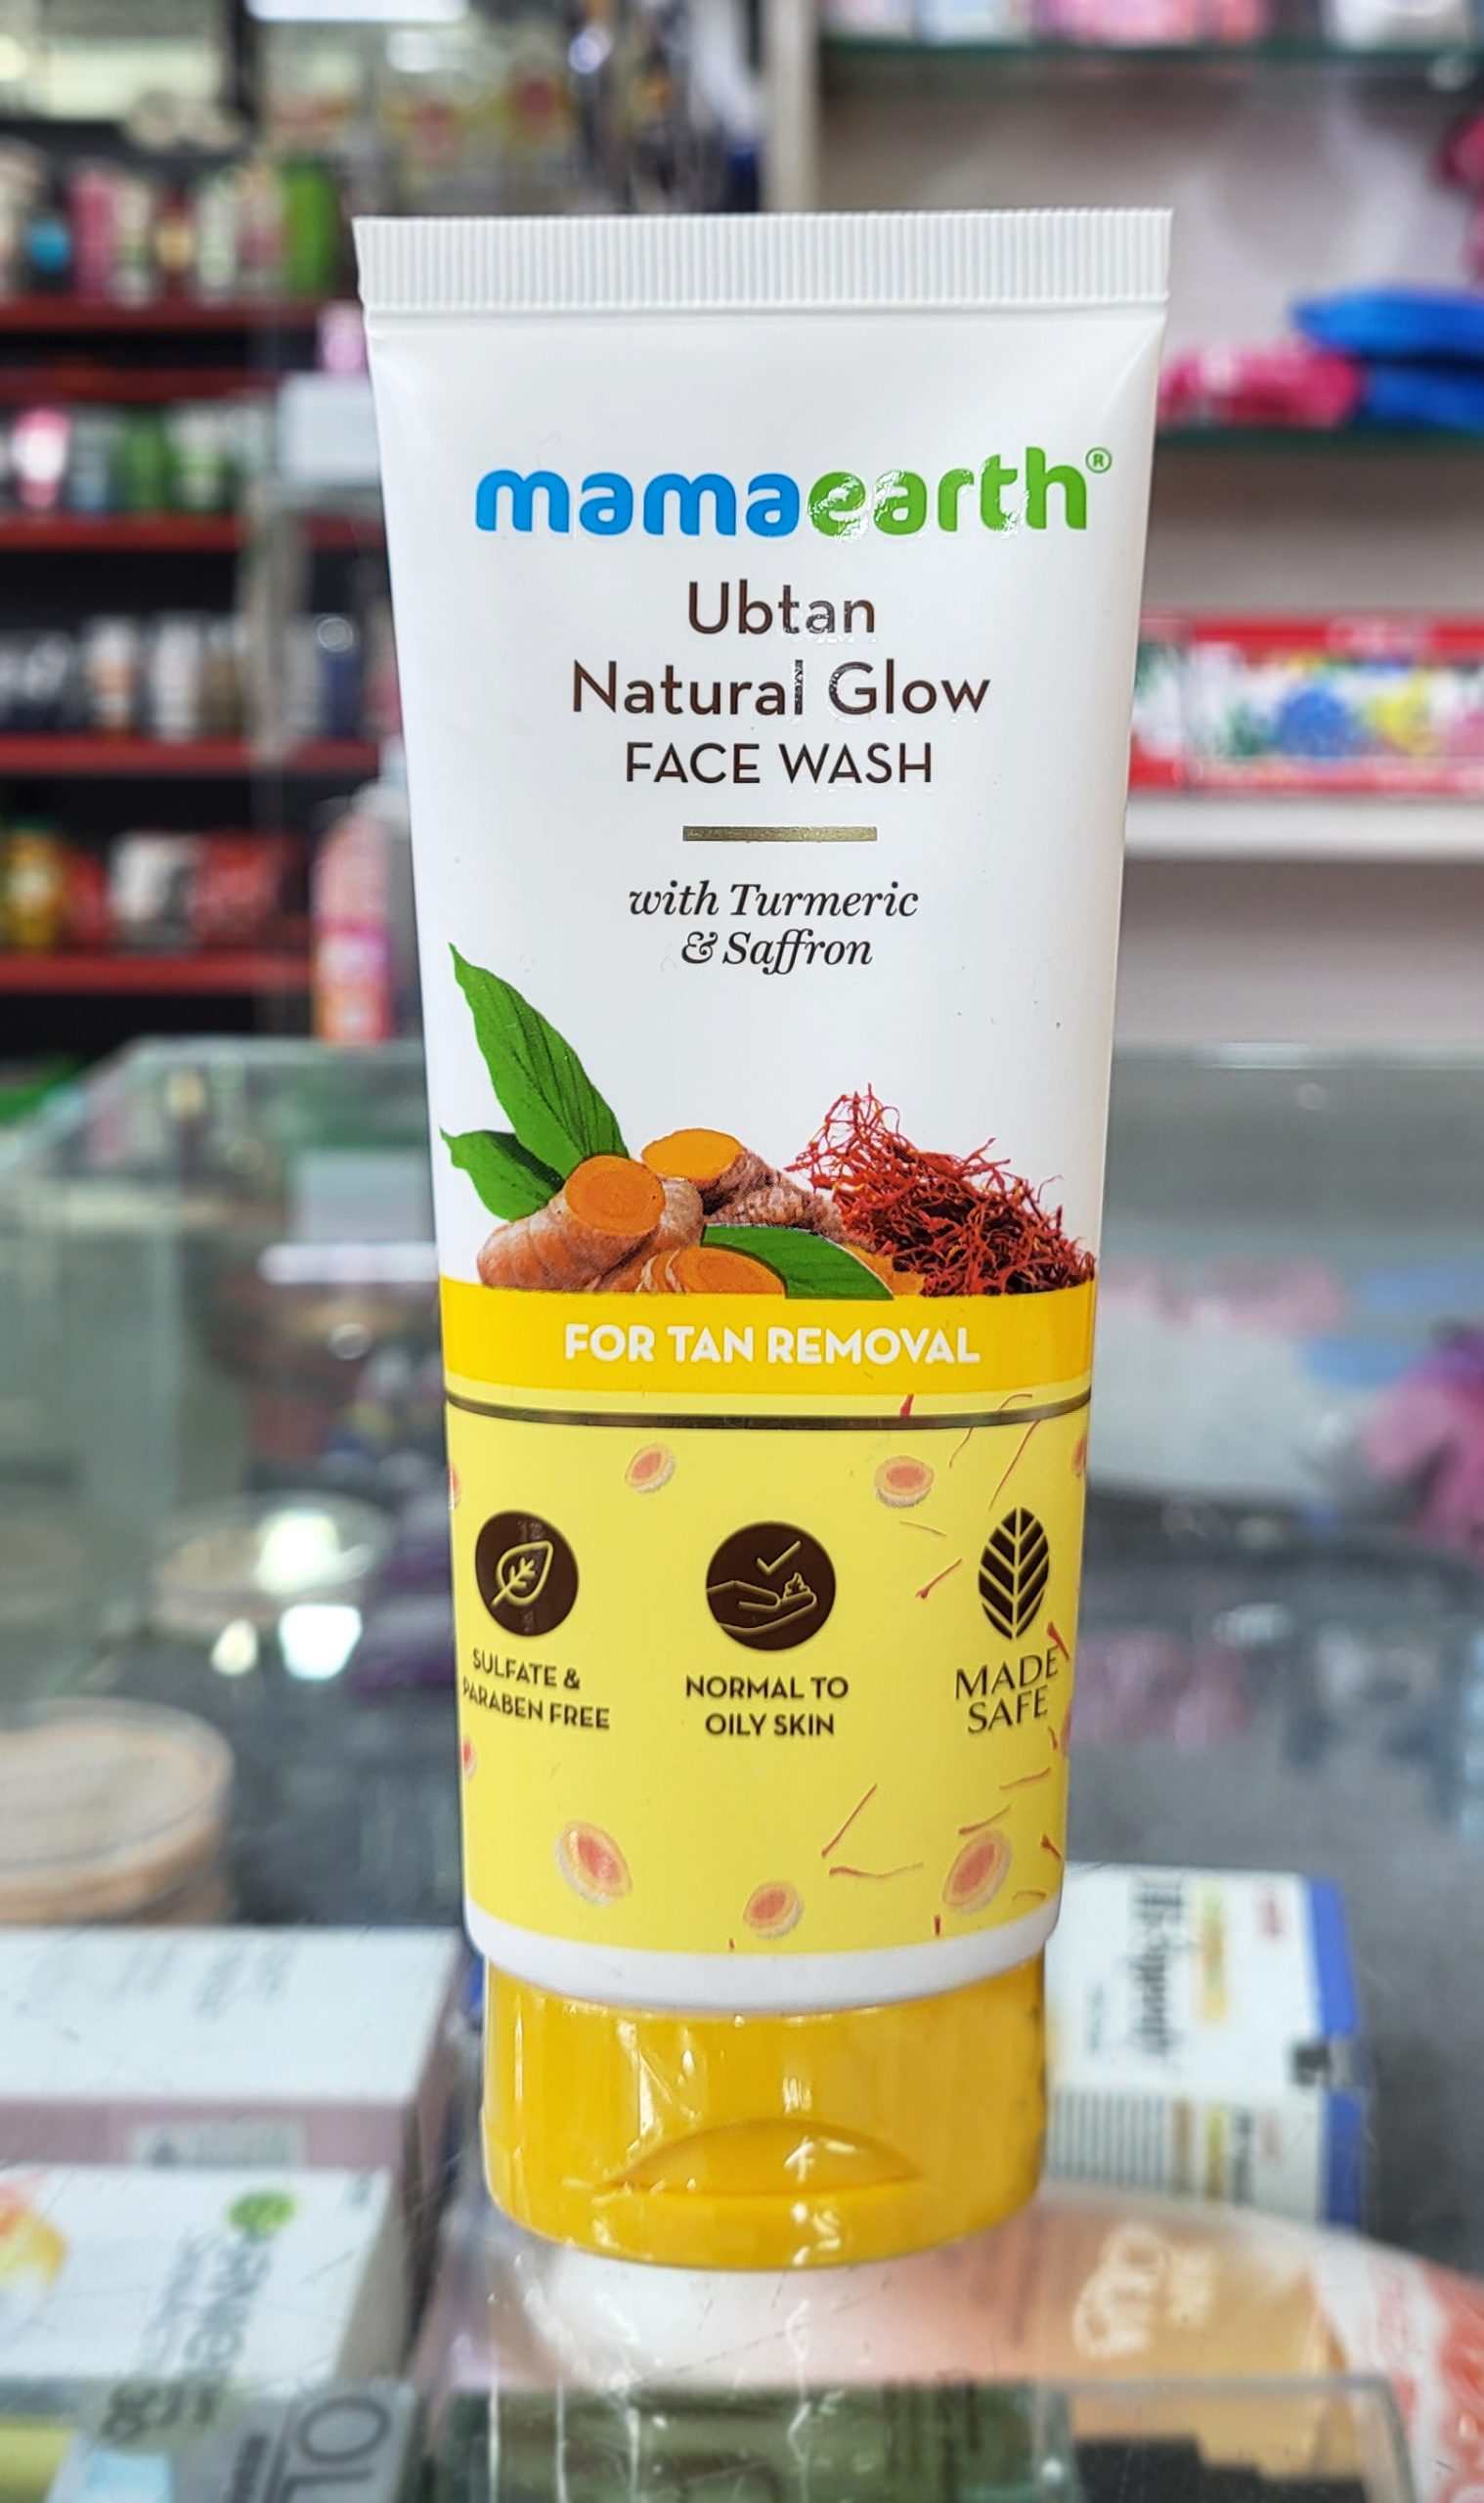 mamaearth®
Ubtan
Natural Glow
FACE WASH
with Turmeric
& Saffron
FOR TAN REMOVAL
SULFATE &
PARABEN FREE
NORMAL TO
OILY SKIN
MADE
SAFE